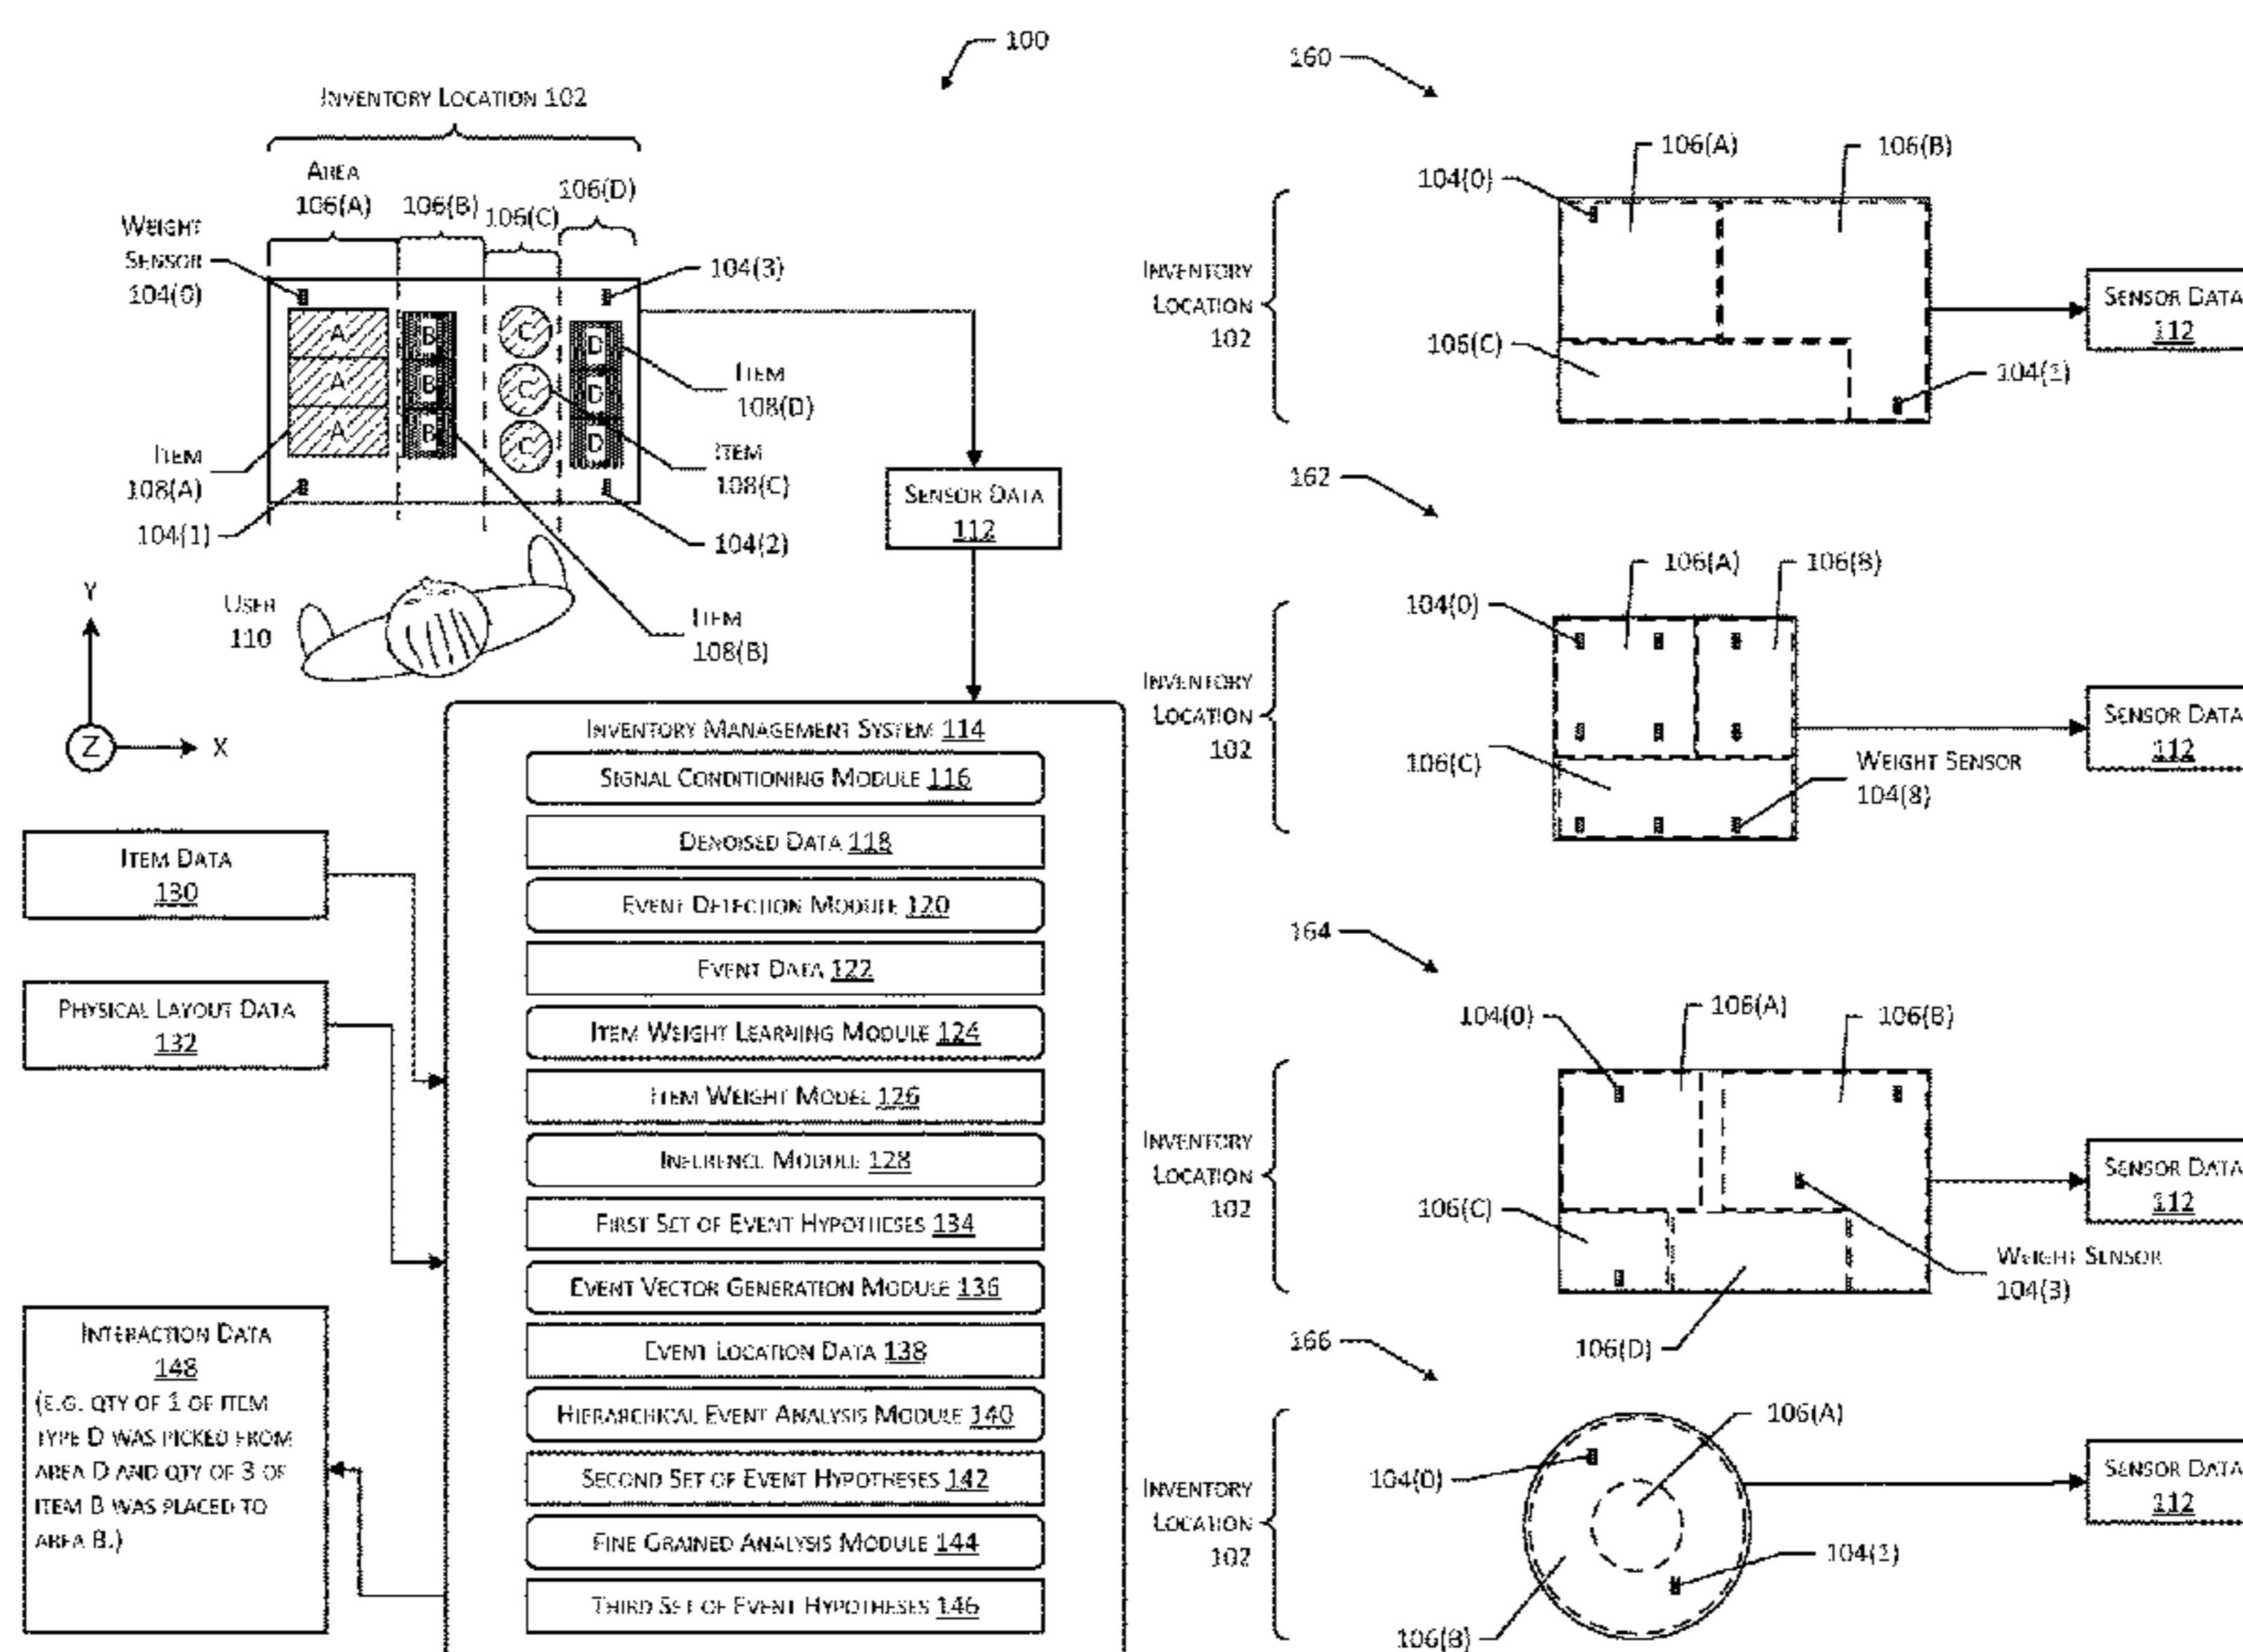 100
INVENTORY LOCATION 102
AREA
106(A)
106(B)
106(C)
106(D)
WEIGHT
SENSOR
104(0)
104(3)
A
A
A
B
B
B
C
C
C
D
D
D
ITEM
108(D)
ITEM
108(A)
ITEM
108(C)
104(1)
104(2)
SENSOR DATA
112
USER
110
ITEM
108(B)
Y
Z
X
INVENTORY MANAGEMENT SYSTEM 114
SIGNAL CONDITIONING MODULE 116
DENOISED DATA 118
EVENT DETECTION MODULE 120
EVENT DATA 122
ITEM WEIGHT LEARNING MODULE 124
ITEM WEIGHT MODEL 126
INFERENCE MODULE 128
FIRST SET OF EVENT HYPOTHESES 134
EVENT VECTOR GENERATION MODULE 136
EVENT LOCATION DATA 138
HIERARCHICAL EVENT ANALYSIS MODULE 140
SECOND SET OF EVENT HYPOTHESES 142
FINE GRAINED ANALYSIS MODULE 144
THIRD SET OF EVENT HYPOTHESES 146
ITEM DATA
130
PHYSICAL LAYOUT DATA
132
INTERACTION DATA
148
(E.G. QTY OF 1 OF ITEM
TYPE D WAS PICKED FROM
AREA D AND QTY OF 3 OF
ITEM B WAS PLACED TO
AREA B.)
160
106(A)
106(B)
104(0)
INVENTORY
LOCATION
102
106(C)
104(1)
SENSOR DATA
112
162
106(A)
106(B)
104(0)
INVENTORY
LOCATION
102
106(C)
WEIGHT SENSOR
104(8)
SENSOR DATA
112
164
104(0)
106(A)
106(B)
INVENTORY
LOCATION
102
106(C)
WEIGHT SENSOR
104(3)
106(D)
SENSOR DATA
112
166
106(A)
104(0)
INVENTORY
LOCATION
102
104(1)
106(B)
SENSOR DATA
112